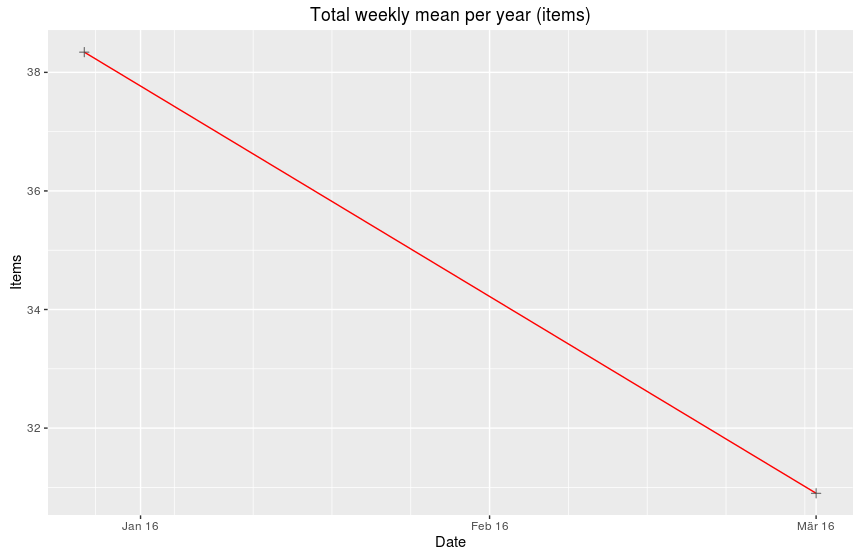 Total weekly mean per year (items)
38
36
34
32
Items
Jan 16
Feb 16
Mär 16
Date